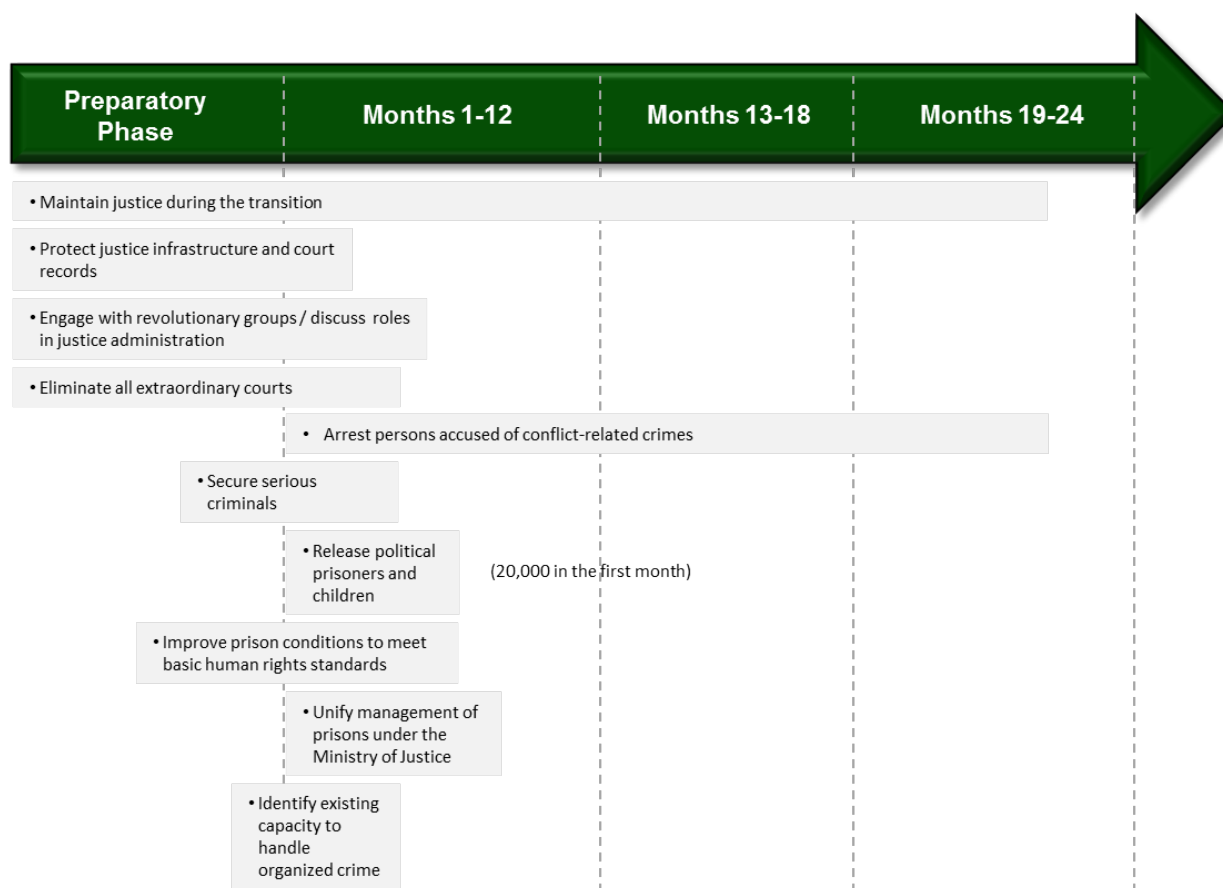 Preparatory
Phase
Months 1-12
Months 13-18
Months 19-24
• Maintain justice during the transition
• Protect justice infrastructure and court
records
• Engage with revolutionary groups / discuss roles
in justice administration
• Eliminate all extraordinary courts
• Arrest persons accused of conflict-related crimes
• Secure serious
criminals
• Release political
prisoners and
children
(20,000 in the first month)
• Improve prison conditions to meet
basic human rights standards
• Unify management of
prisons under the
Ministry of Justice
• Identify existing
capacity to
handle
organized crime